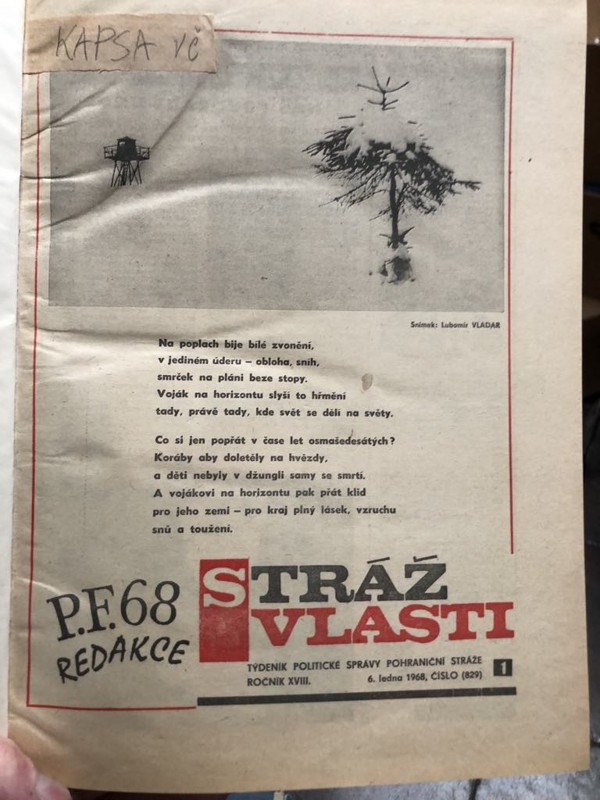 KAPSA VČ
Snímek: Lubomír VLADAR
Na poplach bije bílé zvonění,
v jediném úderu – obloha, sníh,
smrček na pláni beze stopy.
Voják na horizontu slyší to hřmění
tady, právě tady, kde svět se dělí na světy.
Co si jen popřát v čase let osmašedesátých?
Koráby aby doletěly na hvězdy,
a děti nebyly v džungli samy se smrtí.
A vojákovi na horizontu pak přát klid
pro jeho zemi – pro kraj plný lásek, vzruchu
snů a toužení.
P.F.68
REDAKCE
STRÁŽ
VLASTI
TÝDENÍK POLITICKÉ SPRÁVY POHRANIČNÍ STRÁŽE
ROČNÍK XVIII. 6. ledna 1968, ČÍSLO (829)
1